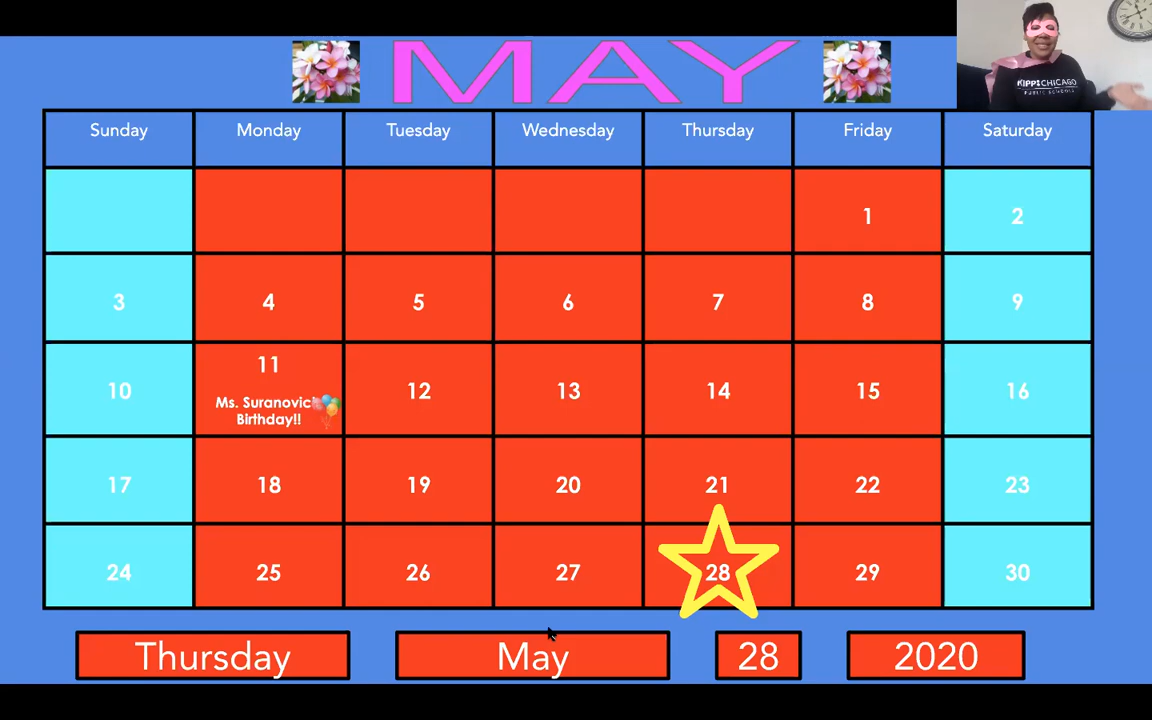 MAY
KIPP:CHICAGO
PUBLIC SCHOOLS
Sunday Monday Tuesday Wednesday Thursday Friday Saturday
1 2
3 4 5 6 7 8 9
10 11 12 13 14 15 16
Ms. Suranovic
Birthday!!
17 18 19 20 21 22 23
24 25 26 27 28 29 30
Thursday May 28 2020